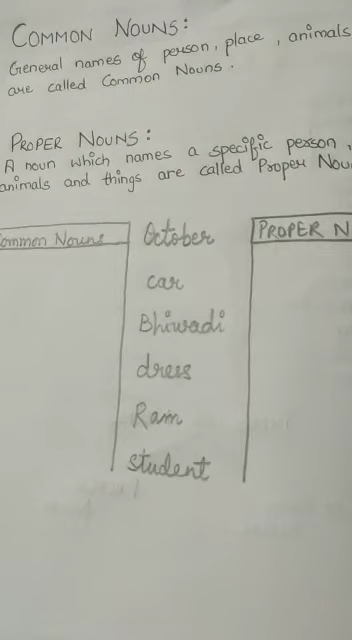 COMMON NOUNS:
General names of person, place, animals
are called Common Nouns.
PROPER NOUNS:
A noun which names a specific person,
animals and things are called Proper Nou
ommon Nouns
October
PROPER N
car
Bhiwadi
dress
Ram
student